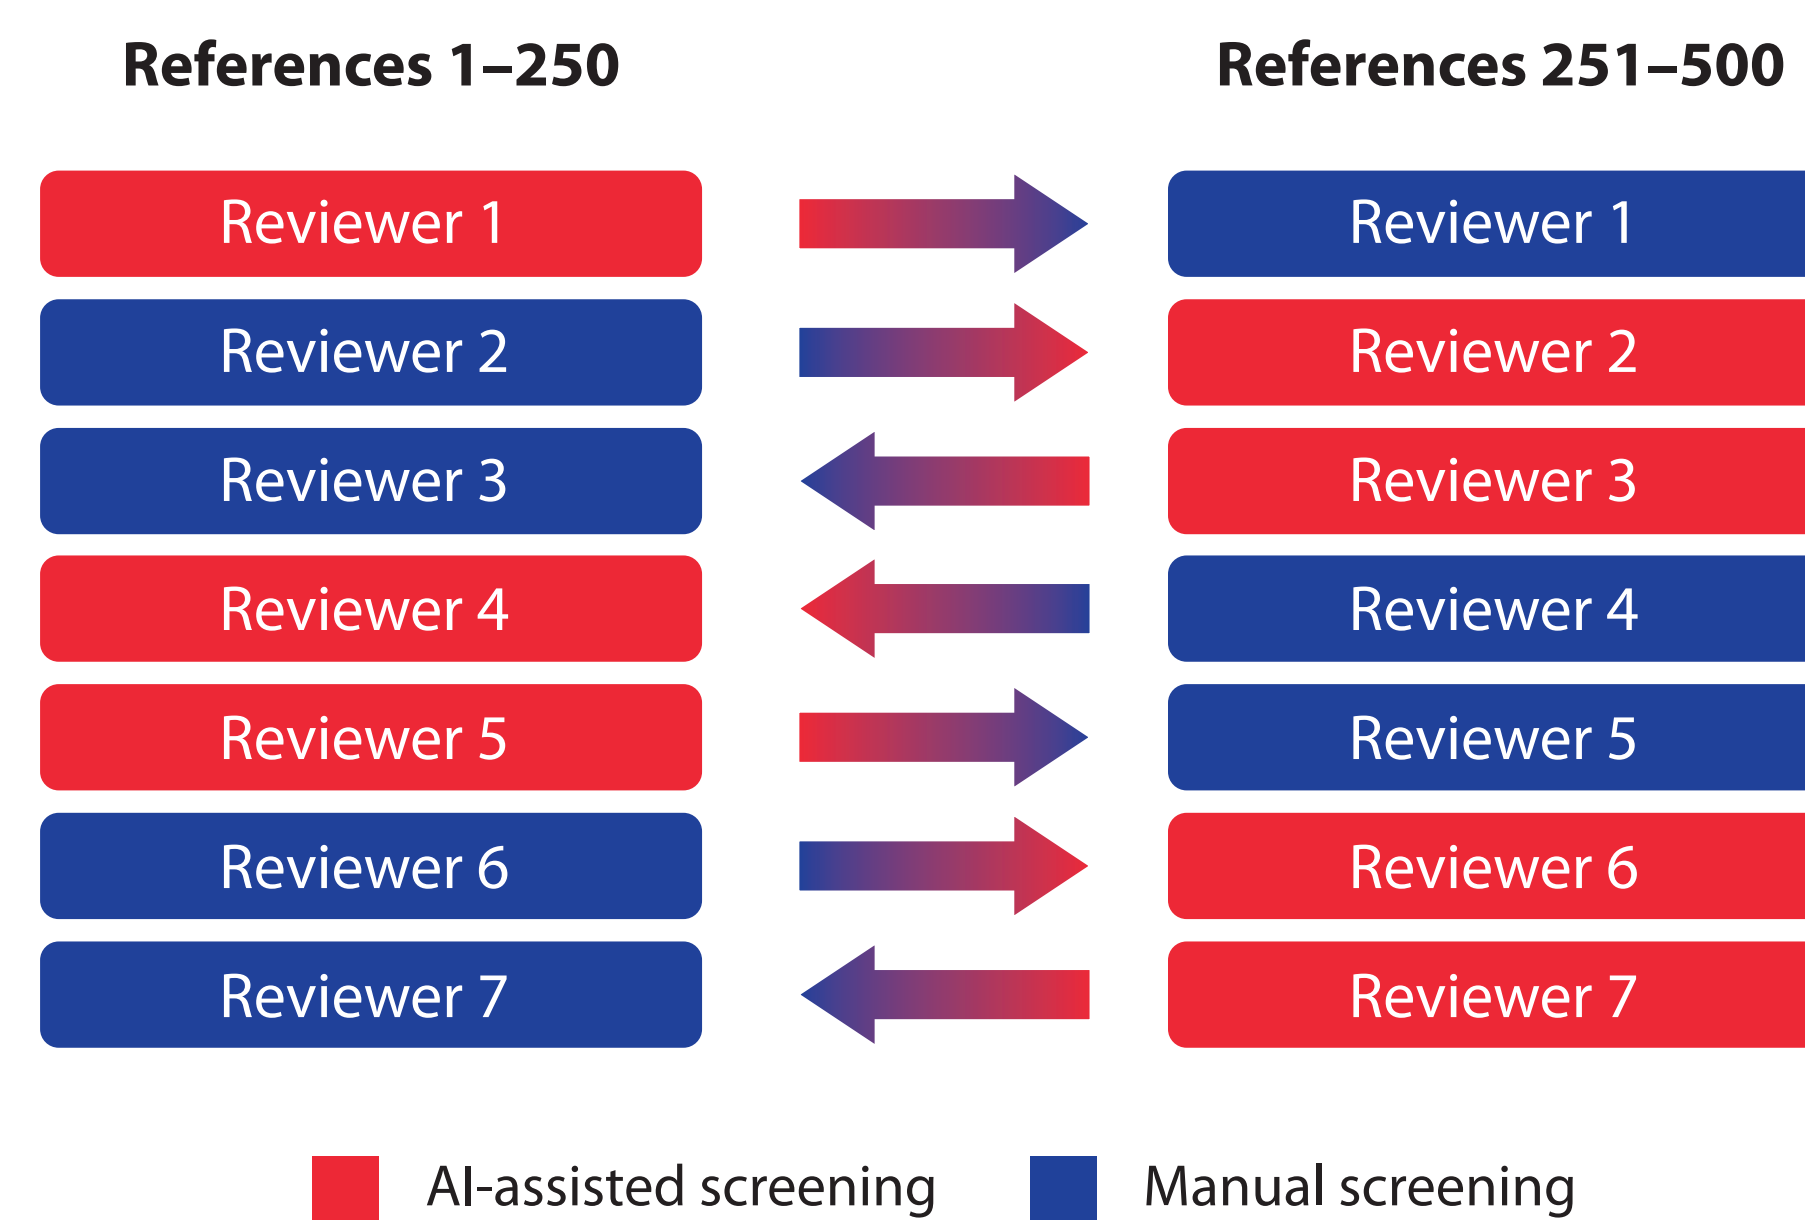 References 1–250
References 251–500
Reviewer 1
Reviewer 1
Reviewer 2
Reviewer 2
Reviewer 3
Reviewer 3
Reviewer 4
Reviewer 4
Reviewer 5
Reviewer 5
Reviewer 6
Reviewer 6
Reviewer 7
Reviewer 7
AI-assisted screening
Manual screening